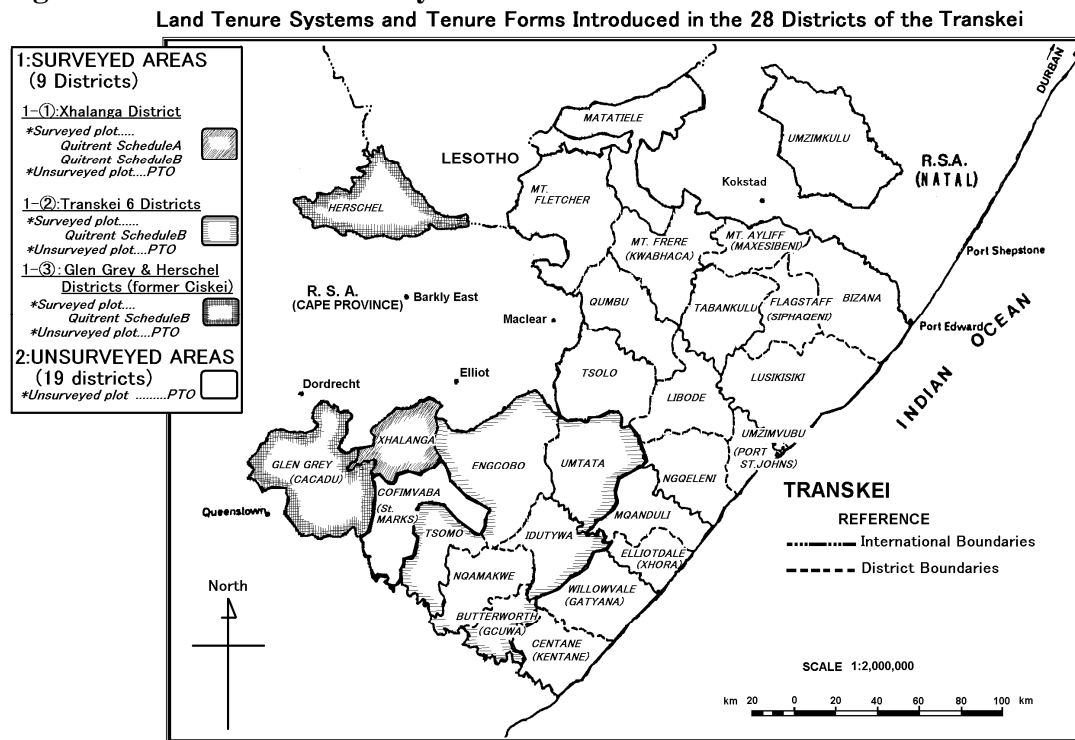 Land Tenure Systems and Tenure Forms Introduced in the 28 Districts of the Transkei
1:SURVEYED AREAS
(9 Districts)
1-①:Xhalanga District
*Surveyed plot.....
Quitrent ScheduleA
Quitrent ScheduleB
*Unsurveyed plot....PTO
1-②:Transkei 6 Districts
*Surveyed plot......
Quitrent ScheduleB
*Unsurveyed plot...PTO
1-③:Glen Grey & Herschel
Districts (former Ciskei)
*Surveyed plot....
Quitrent ScheduleB
*Unsurveyed plot....PTO
2:UNSURVEYED AREAS
(19 districts)
*Unsurveyed plot .........PTO
DURBAN
MATATIELE
UMZIMKULU
LESOTHO
R.S.A.
(NATAL)
Kokstad
HERSCHEL
MT.
FLETCHER
MT. FRERE
(KWABHACA)
MT. AYLIFF
(MAXESIBENI)
Port Shepstone
R. S. A.
(CAPE PROVINCE)
Barkly East
QUMBU
TABANKULU
FLAGSTAFF
(SIPHAQENI)
BIZANA
Maclear
Port Edward
INDIAN OCEAN
TSOLO
LUSIKISIKI
Elliot
Dordrecht
LIBODE
XHALANGA
UMZIMVUBU
(PORT
ST.JOHNS)
GLEN GREY
(CACADU)
ENGCOBO
UMTATA
NGQELENI
COFIMVABA
(St.
MARKS)
Queenstown
MQANDULI
TSOMO
IDUTYWA
ELLIOTDALE
(XHORA)
NQAMAKWE
WILLOWVALE
(GATYANA)
BUTTERWORTH
(GCUWA)
CENTANE
(KENTANE)
TRANSKEI
REFERENCE
International Boundaries
District Boundaries
North
SCALE 1:2,000,000
km 20 0 20 40 60 80 100 km